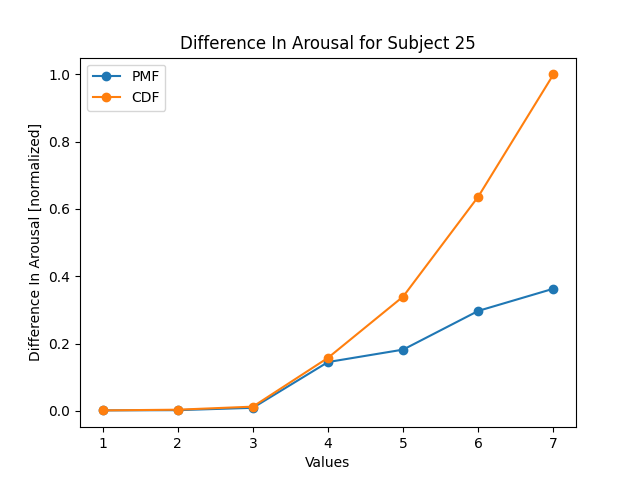 Difference In Arousal for Subject 25
PMF
CDF
1.0
0.8
0.6
0.4
0.2
0.0
Difference In Arousal [normalized]
1 2 3 4 5 6 7
Values